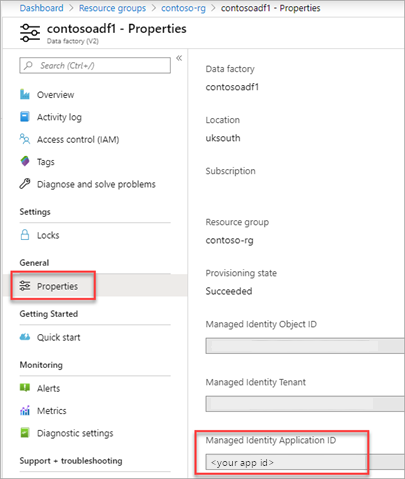 Dashboard > Resource groups > contoso-rg > contosoadf1 - Properties
contosoadf1 - Properties
Data factory (V2)
Search (Ctrl+/)
«
Overview
Activity log
Access control (IAM)
Tags
Diagnose and solve problems
Settings
Locks
General
Properties
Getting Started
Quick start
Monitoring
Alerts
Metrics
Diagnostic settings
Support + troubleshooting
Data factory
contosoadf1
Location
uksouth
Subscription
Resource group
contoso-rg
Provisioning state
Succeeded
Managed Identity Object ID
Managed Identity Tenant
Managed Identity Application ID
<your app id>